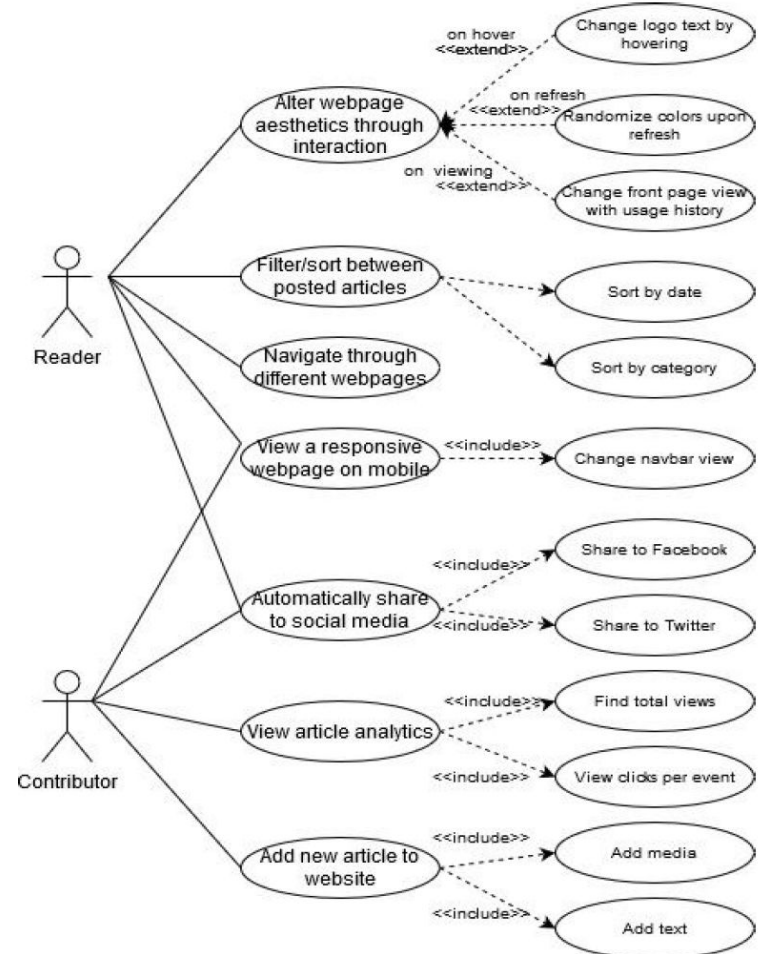 Change logo text by
hovering
on hover
<<extend>>
Alter webpage
aesthetics through
interaction
on refresh
<<extend>>
Randomize colors upon
refresh
on viewing
<<extend>>
Change front page view
with usage history
Reader
Filter/sort between
posted articles
Sort by date
Navigate through
different webpages
Sort by category
View a responsive
webpage on mobile
<<include>>
Change navbar view
Automatically share
to social media
<<include>>
Share to Facebook
<<include>>
Share to Twitter
Contributor
View article analytics
<<include>>
Find total views
<<include>>
View clicks per event
Add new article to
website
<<include>>
Add media
<<include>>
Add text